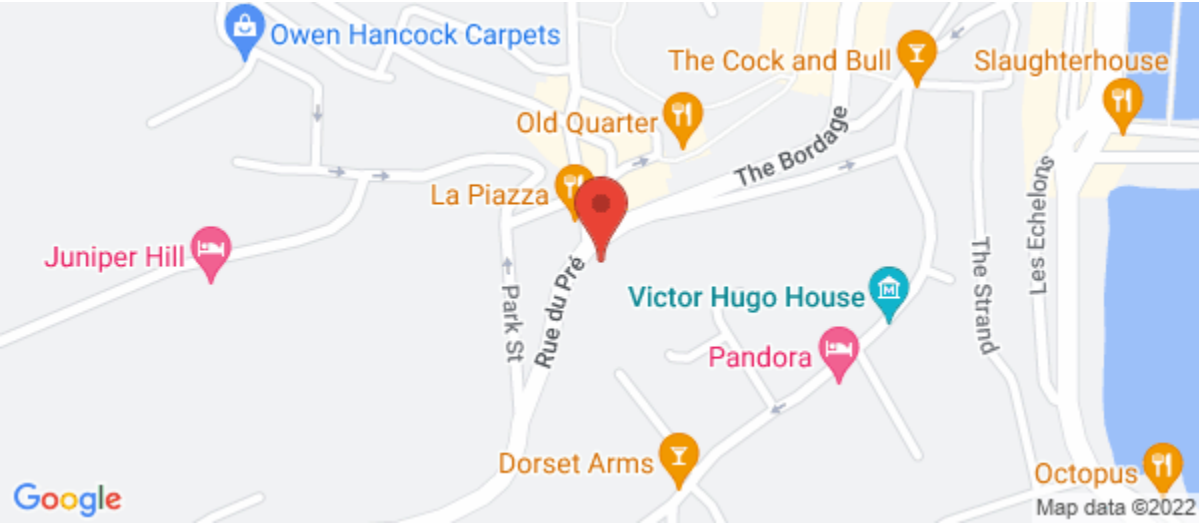 Owen Hancock Carpets
The Cock and Bull
Slaughterhouse
Old Quarter
The Bordage
La Piazza
Les Echelons
Juniper Hill
Rue du Pré
Park St
The Strand
Victor Hugo House
Pandora
Dorset Arms
Octopus
Google
Map data ©2022